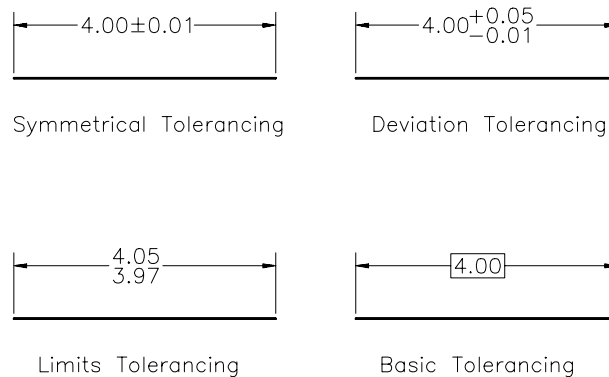 4.00±0.01
4.00+0.05
-0.01
Symmetrical Tolerancing
Deviation Tolerancing
4.05
3.97
4.00
Limits Tolerancing
Basic Tolerancing